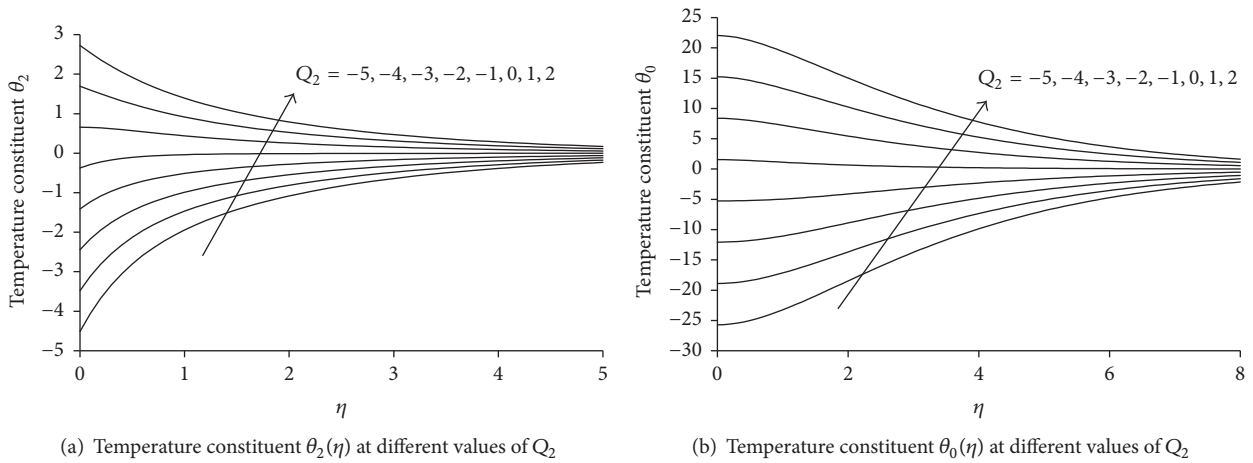 Temperature constituent θ₂
3
2
1
0
−1
−2
−3
−4
−5
Q₂ = −5, −4, −3, −2, −1, 0, 1, 2
0 1 2 3 4 5
η
(a) Temperature constituent θ₂(η) at different values of Q₂
Temperature constituent θ₀
25
20
15
10
5
0
−5
−10
−15
−20
−25
−30
Q₂ = −5, −4, −3, −2, −1, 0, 1, 2
0 2 4 6 8
η
(b) Temperature constituent θ₀(η) at different values of Q₂